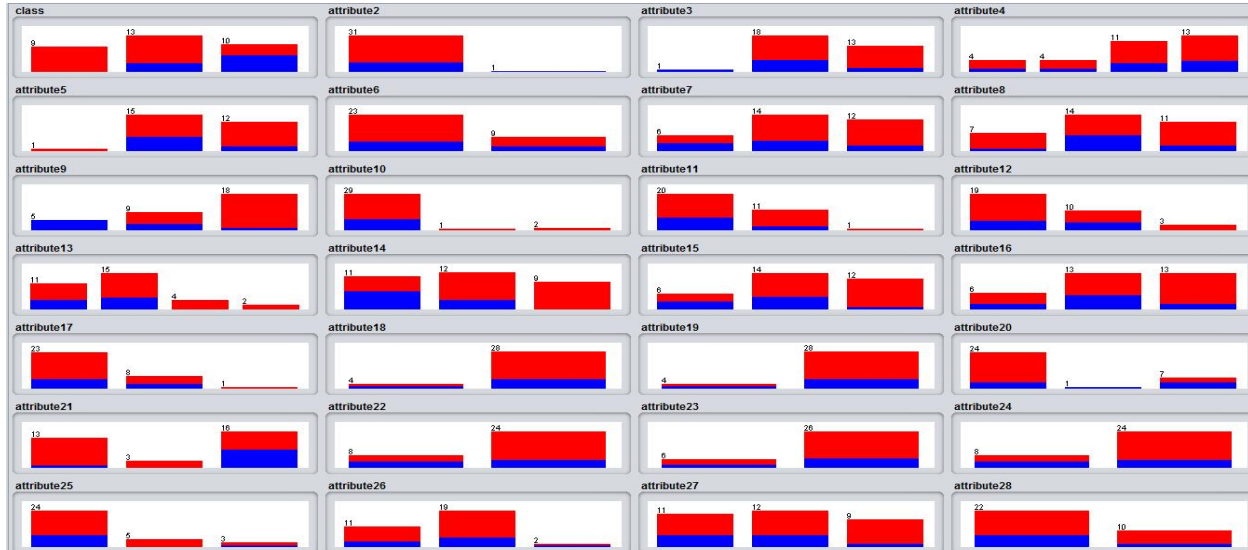 class attribute2 attribute3 attribute4
9 13 10 31 1 1 18 13 4 4 11 13
attribute5 attribute6 attribute7 attribute8
1 15 12 23 9 6 14 12 7 14 11
attribute9 attribute10 attribute11 attribute12
5 9 18 29 1 2 20 11 1 19 10 3
attribute13 attribute14 attribute15 attribute16
11 15 4 2 11 12 9 6 14 12 6 13 13
attribute17 attribute18 attribute19 attribute20
23 8 1 4 28 4 28 24 1 7
attribute21 attribute22 attribute23 attribute24
13 3 16 8 24 6 26 8 24
attribute25 attribute26 attribute27 attribute28
24 5 3 11 19 2 11 12 9 22 10